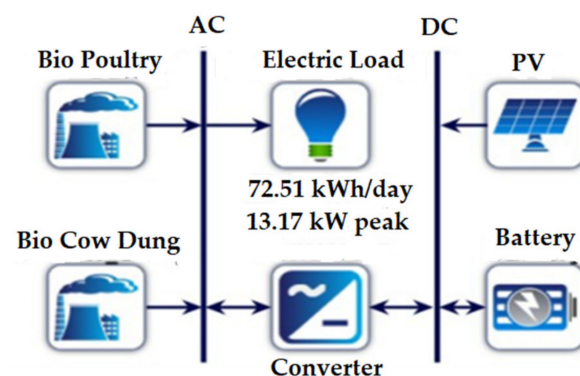 AC
DC
Bio Poultry
Electric Load
PV
72.51 kWh/day
13.17 kW peak
Bio Cow Dung
Battery
Converter